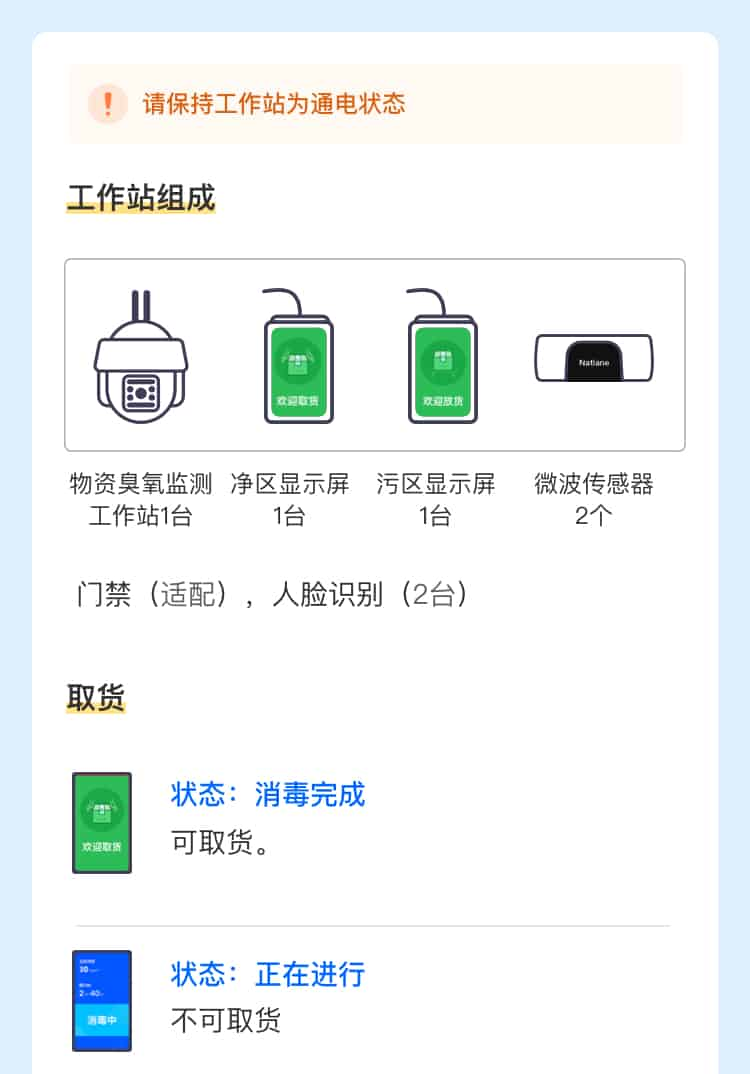 请保持工作站为通电状态
工作站组成
欢迎取货
欢迎放货
Natlane
物资臭氧监测 净区显示屏 污区显示屏 微波传感器
工作站1台 1台 1台 2个
门禁（适配），人脸识别（2台）
取货
状态：消毒完成
可取货。
欢迎取货
状态：正在进行
不可取货
消毒中